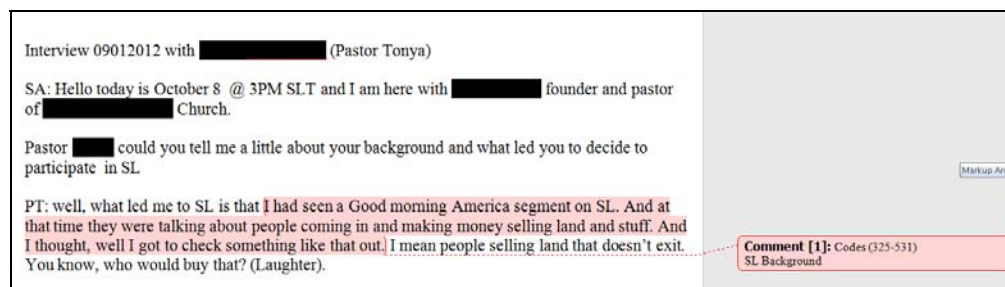 Interview 09012012 with (Pastor Tonya)
SA: Hello today is October 8 @ 3PM SLT and I am here with founder and pastor
of Church.
Pastor could you tell me a little about your background and what led you to decide to
participate in SL
PT: well, what led me to SL is that I had seen a Good morning America segment on SL. And at
that time they were talking about people coming in and making money selling land and stuff. And
I thought, well I got to check something like that out. I mean people selling land that doesn’t exit.
You know, who would buy that? (Laughter).
Markup Are
Comment [1]: Codes (325-531)
SL Background